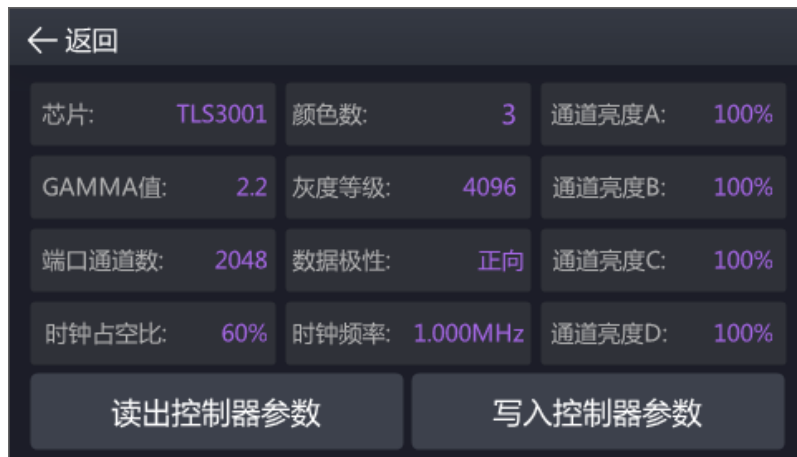 返回
芯片: TLS3001 颜色数: 3 通道亮度A: 100%
GAMMA值: 2.2 灰度等级: 4096 通道亮度B: 100%
端口通道数: 2048 数据极性: 正向 通道亮度C: 100%
时钟占空比: 60% 时钟频率: 1.000MHz 通道亮度D: 100%
读出控制器参数 写入控制器参数